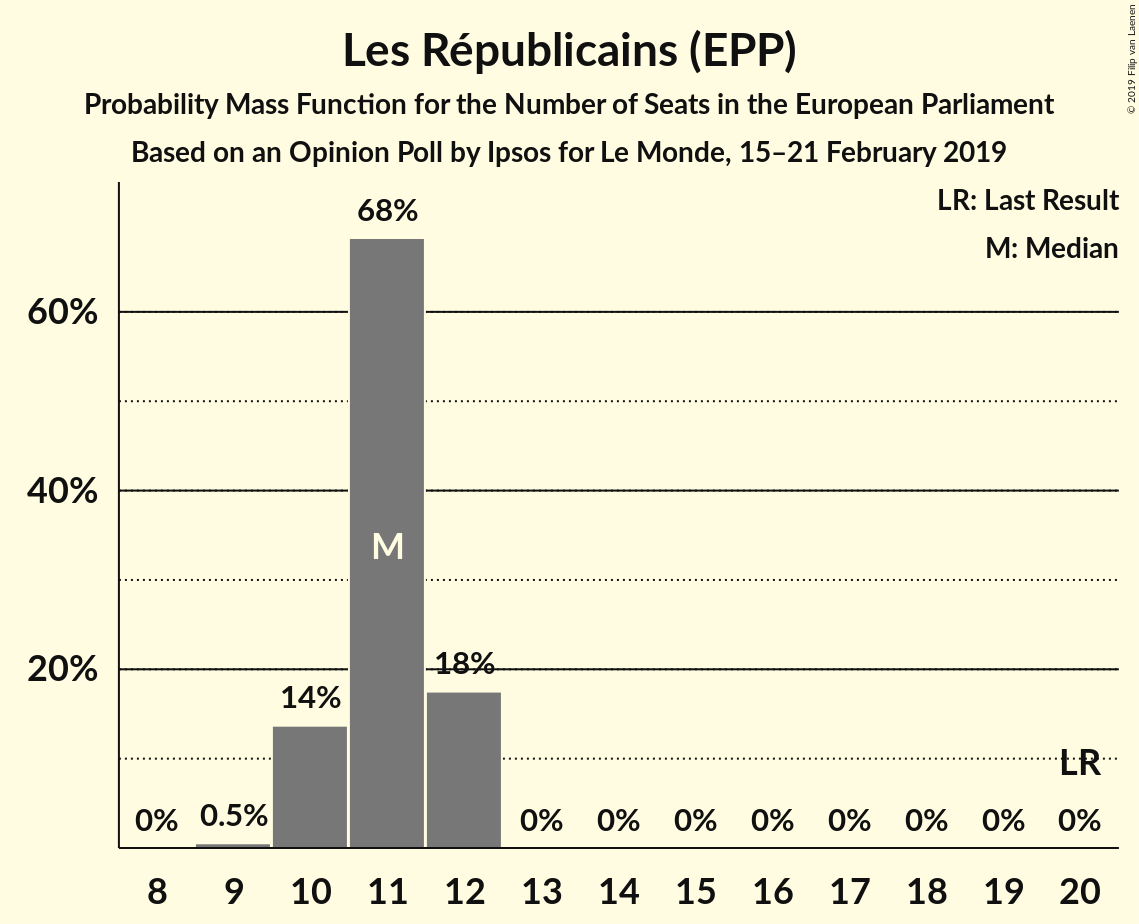 Les Républicains (EPP)
Probability Mass Function for the Number of Seats in the European Parliament
Based on an Opinion Poll by Ipsos for Le Monde, 15–21 February 2019
© 2019 Filip van Laenen
LR: Last Result
M: Median
68%
60%
40%
M
20%
18%
14%
LR
0% 0.5% 0% 0% 0% 0% 0% 0% 0% 0%
8 9 10 11 12 13 14 15 16 17 18 19 20